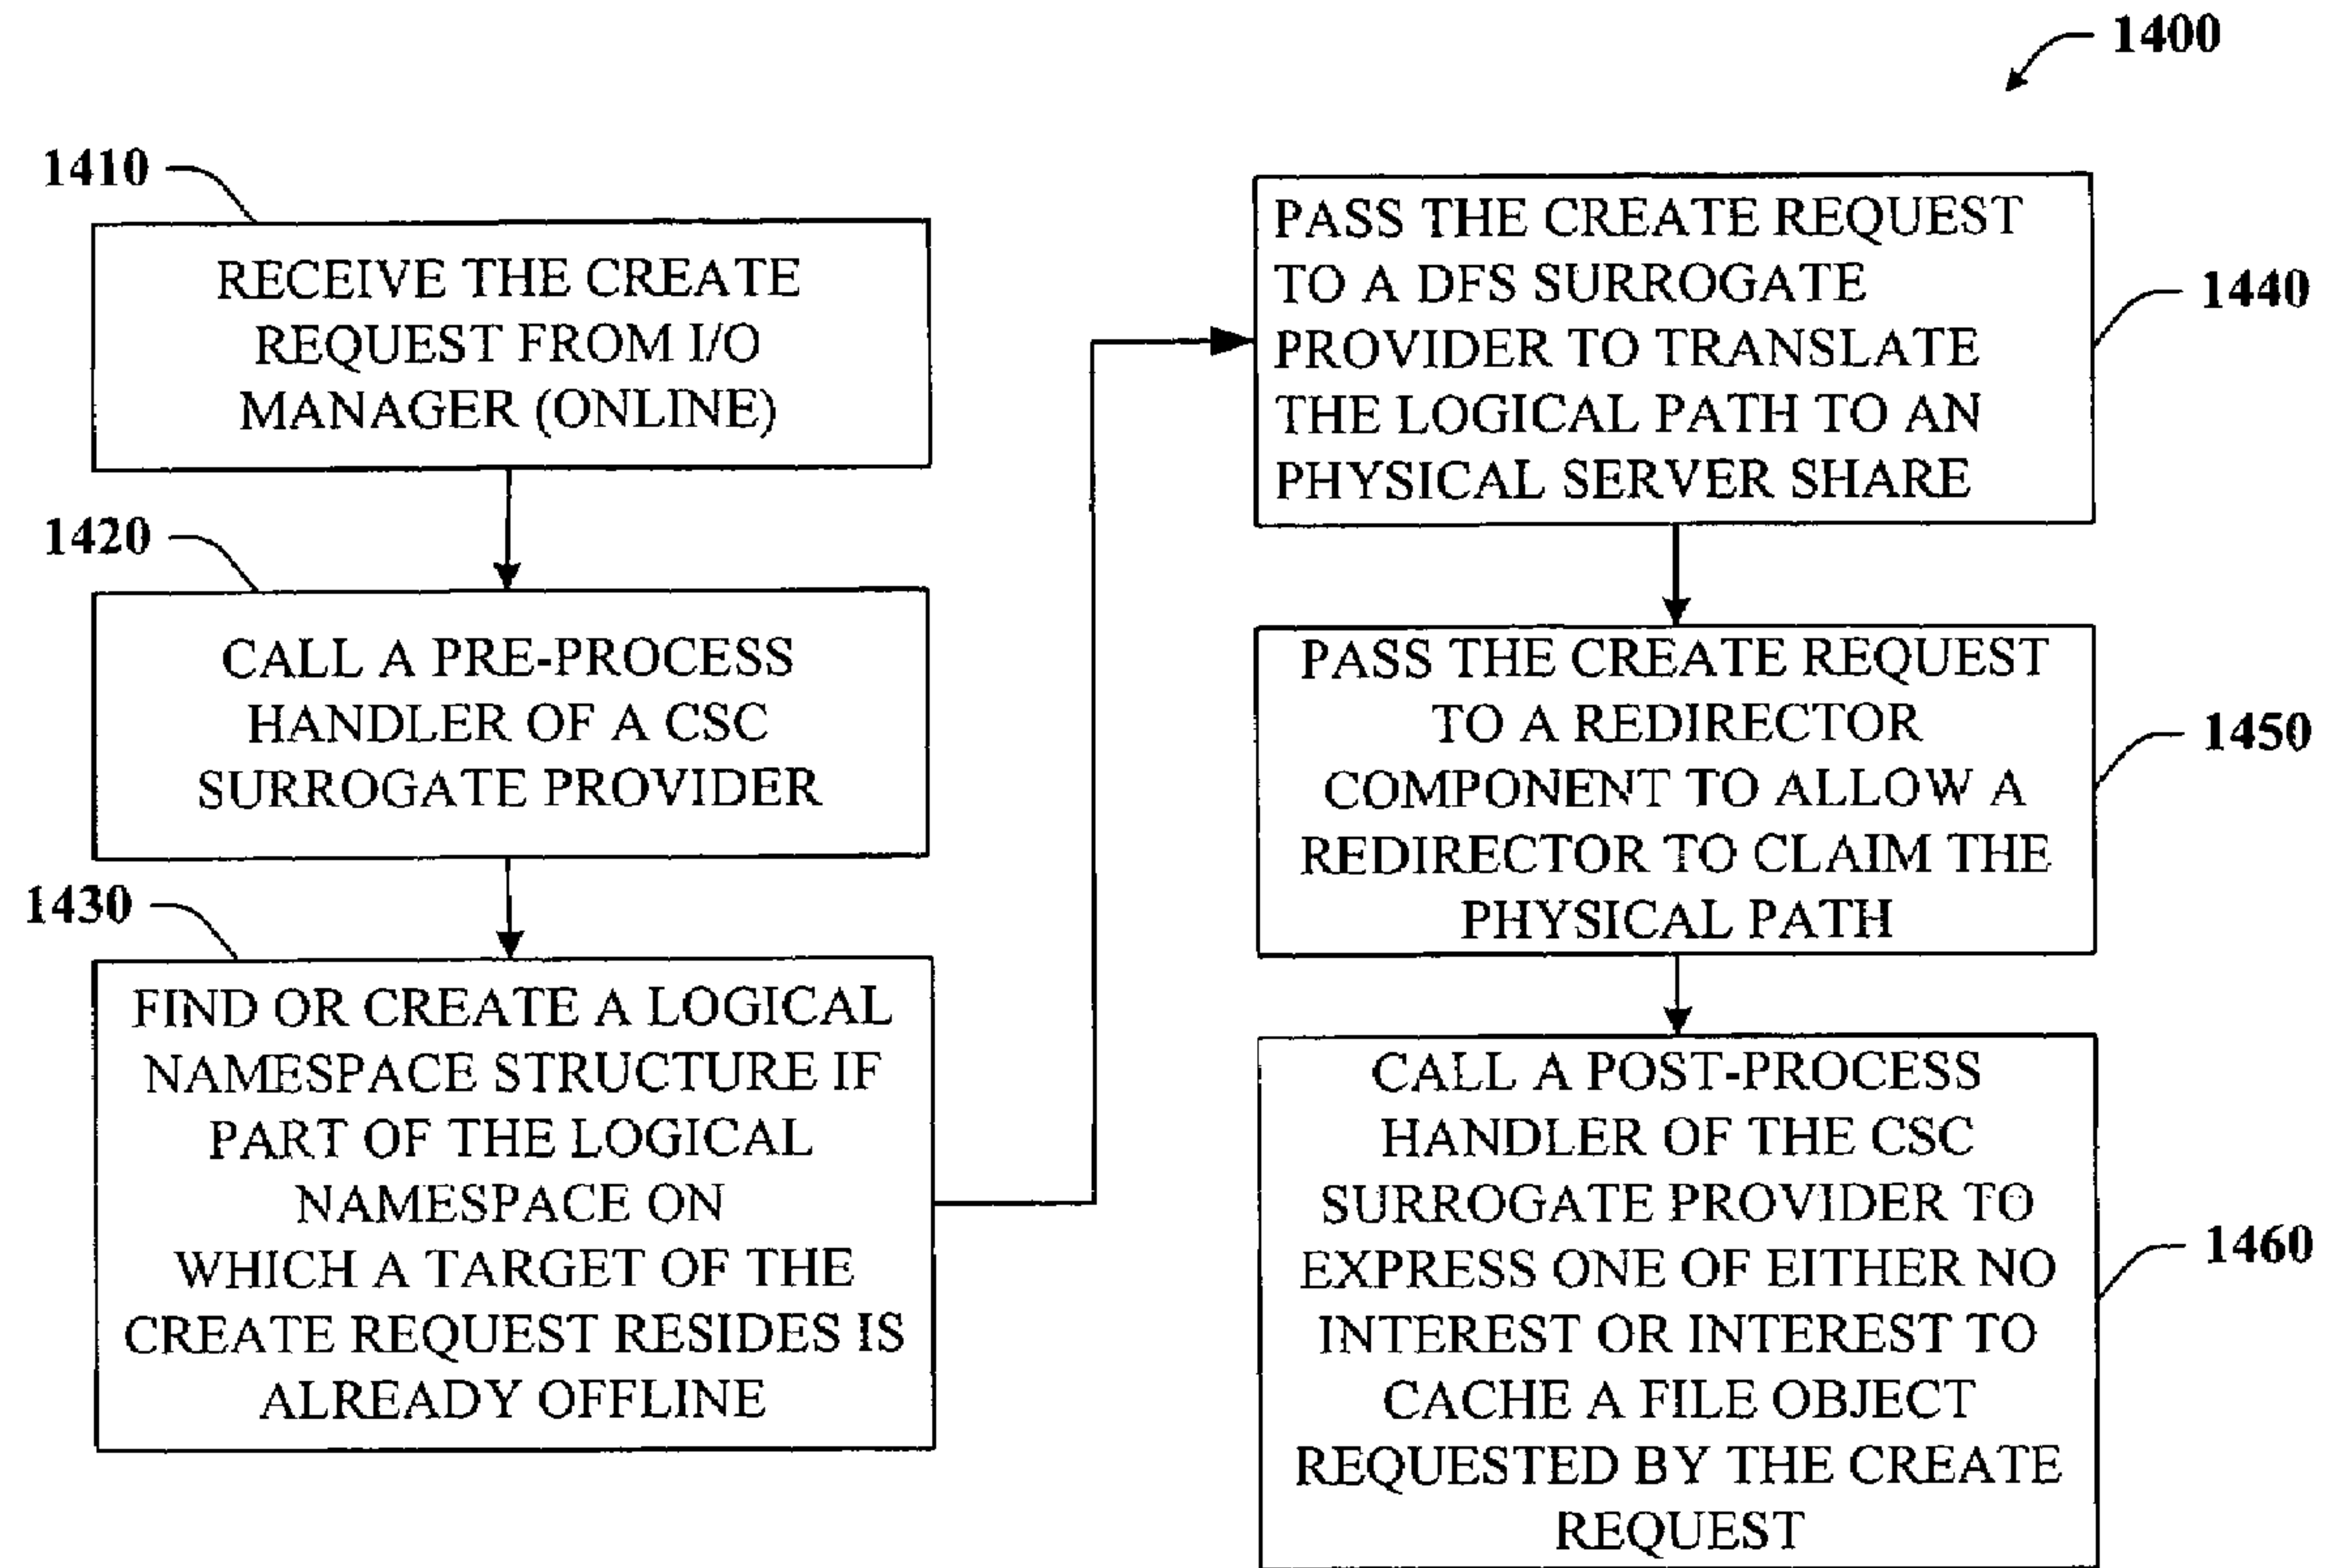 1400
1410
RECEIVE THE CREATE
REQUEST FROM I/O
MANAGER (ONLINE)
1420
CALL A PRE-PROCESS
HANDLER OF A CSC
SURROGATE PROVIDER
1430
FIND OR CREATE A LOGICAL
NAMESPACE STRUCTURE IF
PART OF THE LOGICAL
NAMESPACE ON
WHICH A TARGET OF THE
CREATE REQUEST RESIDES IS
ALREADY OFFLINE
PASS THE CREATE REQUEST
TO A DFS SURROGATE
PROVIDER TO TRANSLATE
THE LOGICAL PATH TO AN
PHYSICAL SERVER SHARE
1440
PASS THE CREATE REQUEST
TO A REDIRECTOR
COMPONENT TO ALLOW A
REDIRECTOR TO CLAIM THE
PHYSICAL PATH
1450
CALL A POST-PROCESS
HANDLER OF THE CSC
SURROGATE PROVIDER TO
EXPRESS ONE OF EITHER NO
INTEREST OR INTEREST TO
CACHE A FILE OBJECT
REQUESTED BY THE CREATE
REQUEST
1460